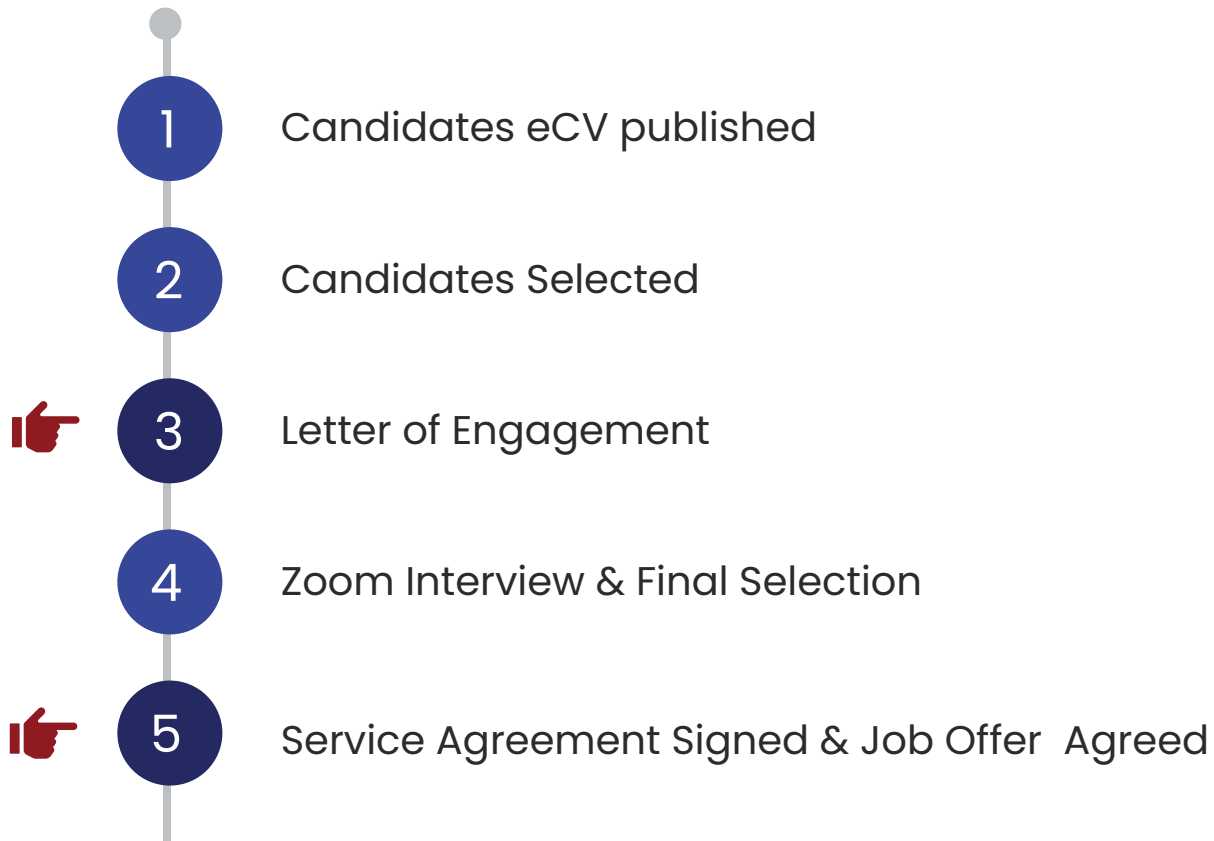 1 Candidates eCV published
2 Candidates Selected
3 Letter of Engagement
4 Zoom Interview & Final Selection
5 Service Agreement Signed & Job Offer  Agreed